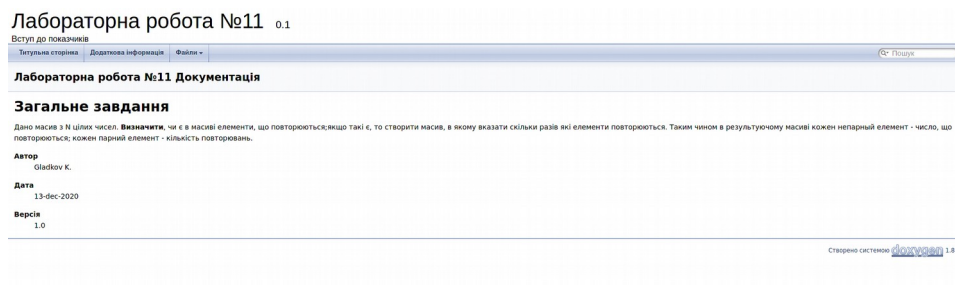 Лабораторна робота №11 0.1
Вступ до показчиків
Титульна сторінка Додаткова інформація Файли
Пошук
Лабораторна робота №11 Документація
Загальне завдання
Дано масив з N цілих чисел. Визначити, чи є в масиві елементи, що повторюються;якщо такі є, то створити масив, в якому вказати скільки разів які елементи повторюються. Таким чином в результуючому масиві кожен непарний елемент - число, що
повторюються; кожен парний елемент - кількість повторювань.
Автор
Gladkov K.
Дата
13-dec-2020
Версія
1.0
Створено системою doxygen 1.8